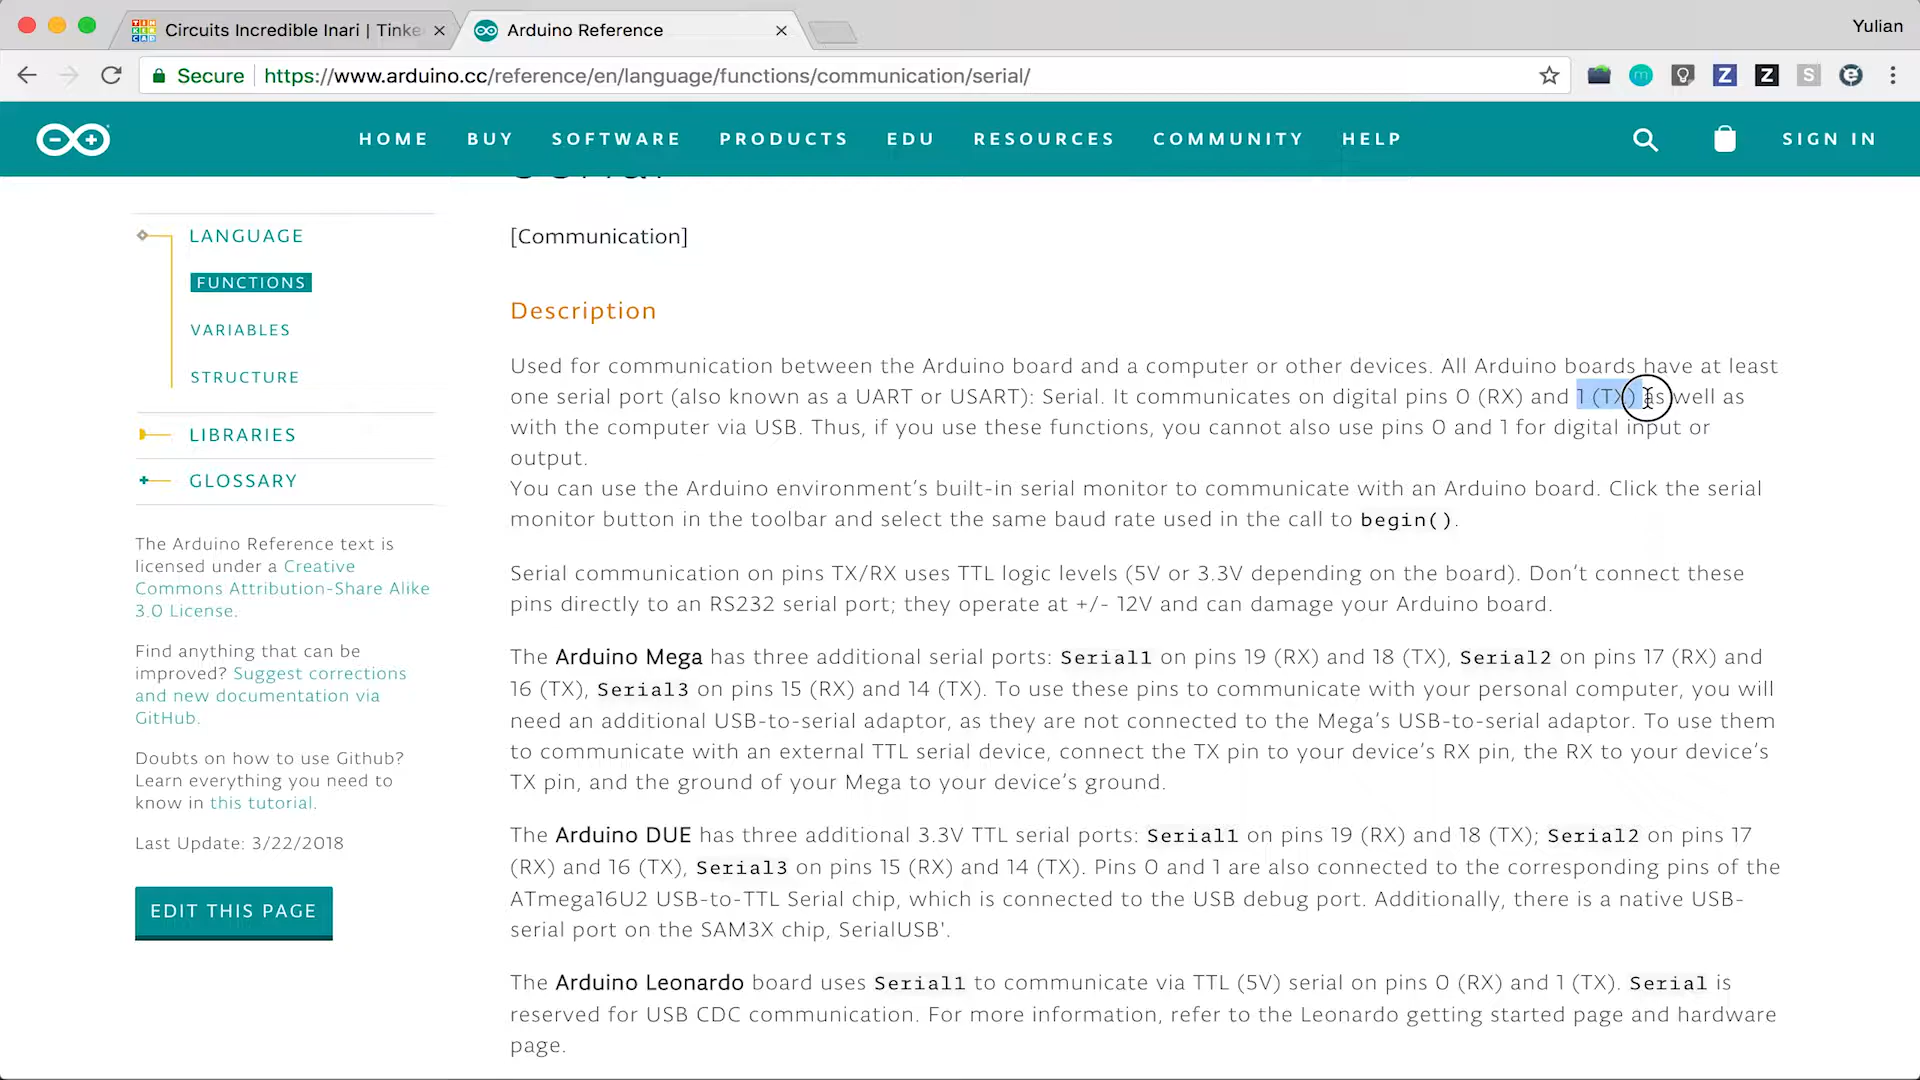 Circuits Incredible Inari | Tinke
Arduino Reference
Yulian
Secure
https://www.arduino.cc/reference/en/language/functions/communication/serial/
HOME
BUY
SOFTWARE
PRODUCTS
EDU
RESOURCES
COMMUNITY
HELP
SIGN IN
LANGUAGE
FUNCTIONS
VARIABLES
STRUCTURE
LIBRARIES
GLOSSARY
The Arduino Reference text is
licensed under a Creative
Commons Attribution-Share Alike
3.0 License.
Find anything that can be
improved? Suggest corrections
and new documentation via
GitHub.
Doubts on how to use Github?
Learn everything you need to
know in this tutorial.
Last Update: 3/22/2018
EDIT THIS PAGE
[Communication]
Description
Used for communication between the Arduino board and a computer or other devices. All Arduino boards have at least
one serial port (also known as a UART or USART): Serial. It communicates on digital pins 0 (RX) and 1 (TX) as well as
with the computer via USB. Thus, if you use these functions, you cannot also use pins 0 and 1 for digital input or
output.
You can use the Arduino environment’s built-in serial monitor to communicate with an Arduino board. Click the serial
monitor button in the toolbar and select the same baud rate used in the call to begin().
Serial communication on pins TX/RX uses TTL logic levels (5V or 3.3V depending on the board). Don’t connect these
pins directly to an RS232 serial port; they operate at +/- 12V and can damage your Arduino board.
The Arduino Mega has three additional serial ports: Serial1 on pins 19 (RX) and 18 (TX), Serial2 on pins 17 (RX) and
16 (TX), Serial3 on pins 15 (RX) and 14 (TX). To use these pins to communicate with your personal computer, you will
need an additional USB-to-serial adaptor, as they are not connected to the Mega’s USB-to-serial adaptor. To use them
to communicate with an external TTL serial device, connect the TX pin to your device’s RX pin, the RX to your device’s
TX pin, and the ground of your Mega to your device’s ground.
The Arduino DUE has three additional 3.3V TTL serial ports: Serial1 on pins 19 (RX) and 18 (TX); Serial2 on pins 17
(RX) and 16 (TX), Serial3 on pins 15 (RX) and 14 (TX). Pins 0 and 1 are also connected to the corresponding pins of the
ATmega16U2 USB-to-TTL Serial chip, which is connected to the USB debug port. Additionally, there is a native USB-
serial port on the SAM3X chip, SerialUSB'.
The Arduino Leonardo board uses Serial1 to communicate via TTL (5V) serial on pins 0 (RX) and 1 (TX). Serial is
reserved for USB CDC communication. For more information, refer to the Leonardo getting started page and hardware
page.